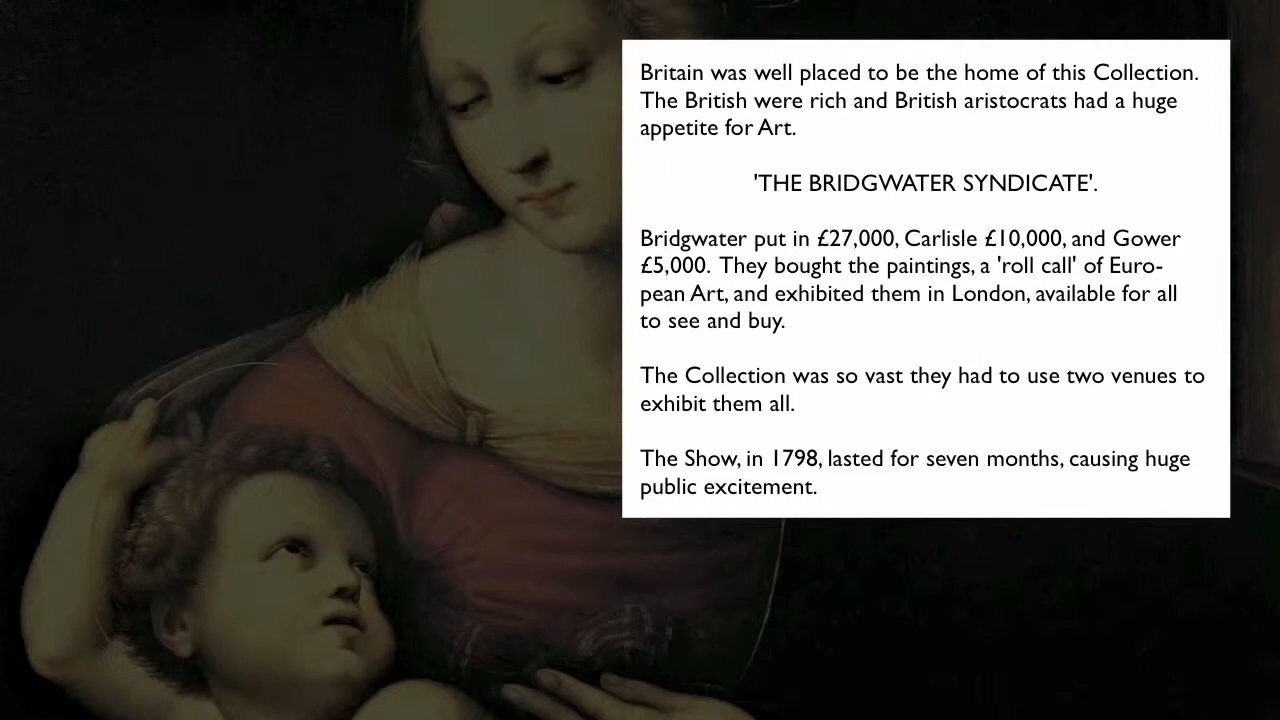 Britain was well placed to be the home of this Collection.
The British were rich and British aristocrats had a huge
appetite for Art.
'THE BRIDGWATER SYNDICATE'.
Bridgwater put in £27,000, Carlisle £10,000, and Gower
£5,000. They bought the paintings, a 'roll call' of Euro-
pean Art, and exhibited them in London, available for all
to see and buy.
The Collection was so vast they had to use two venues to
exhibit them all.
The Show, in 1798, lasted for seven months, causing huge
public excitement.